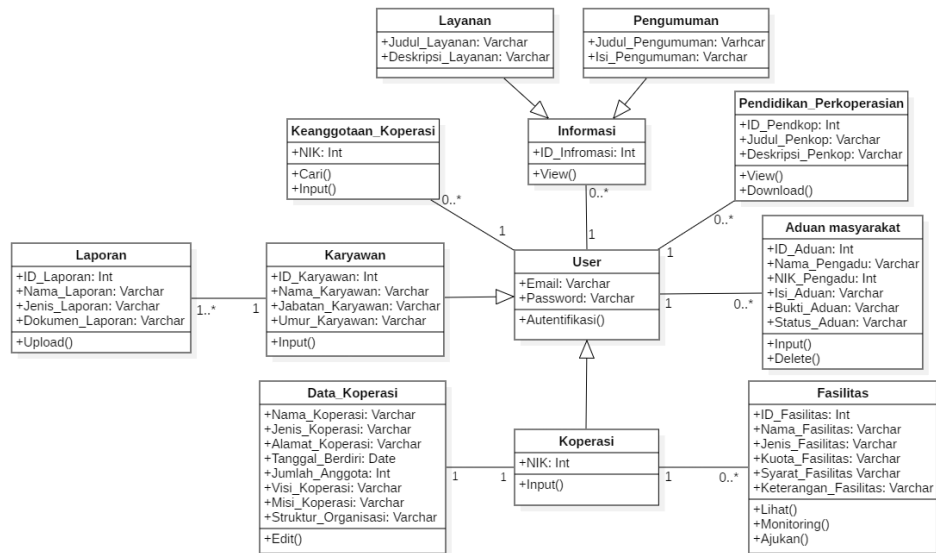 Layanan
+Judul_Layanan: Varchar
+Deskripsi_Layanan: Varchar
Pengumuman
+Judul_Pengumuman: Varhcar
+Isi_Pengumuman: Varchar
Keanggotaan_Koperasi
+NIK: Int
+Cari()
+Input()
0..*
1
Informasi
+ID_Infromasi: Int
+View()
0..*
1
Pendidikan_Perkoperasian
+ID_Pendkop: Int
+Judul_Penkop: Varchar
+Deskripsi_Penkop: Varchar
+View()
+Download()
0..*
1
Laporan
+ID_Laporan: Int
+Nama_Laporan: Varchar
+Jenis_Laporan: Varchar
+Dokumen_Laporan: Varchar
+Upload()
1..*
1
Karyawan
+ID_Karyawan: Int
+Nama_Karyawan: Varchar
+Jabatan_Karyawan: Varchar
+Umur_Karyawan: Varchar
+Input()
User
+Email: Varchar
+Password: Varchar
+Autentifikasi()
1
0..*
Aduan masyarakat
+ID_Aduan: Int
+Nama_Pengadu: Varchar
+NIK_Pengadu: Int
+Isi_Aduan: Varchar
+Bukti_Aduan: Varchar
+Status_Aduan: Varchar
+Input()
+Delete()
Data_Koperasi
+Nama_Koperasi: Varchar
+Jenis_Koperasi: Varchar
+Alamat_Koperasi: Varchar
+Tanggal_Berdiri: Date
+Jumlah_Anggota: Int
+Visi_Koperasi: Varchar
+Misi_Koperasi: Varchar
+Struktur_Organisasi: Varchar
+Edit()
1
1
Koperasi
+NIK: Int
+Input()
1
0..*
Fasilitas
+ID_Fasilitas: Int
+Nama_Fasilitas: Varchar
+Jenis_Fasilitas: Varchar
+Kuota_Fasilitas: Varchar
+Syarat_Fasilitas: Varchar
+Keterangan_Fasilitas: Varchar
+Lihat()
+Monitoring()
+Ajukan()